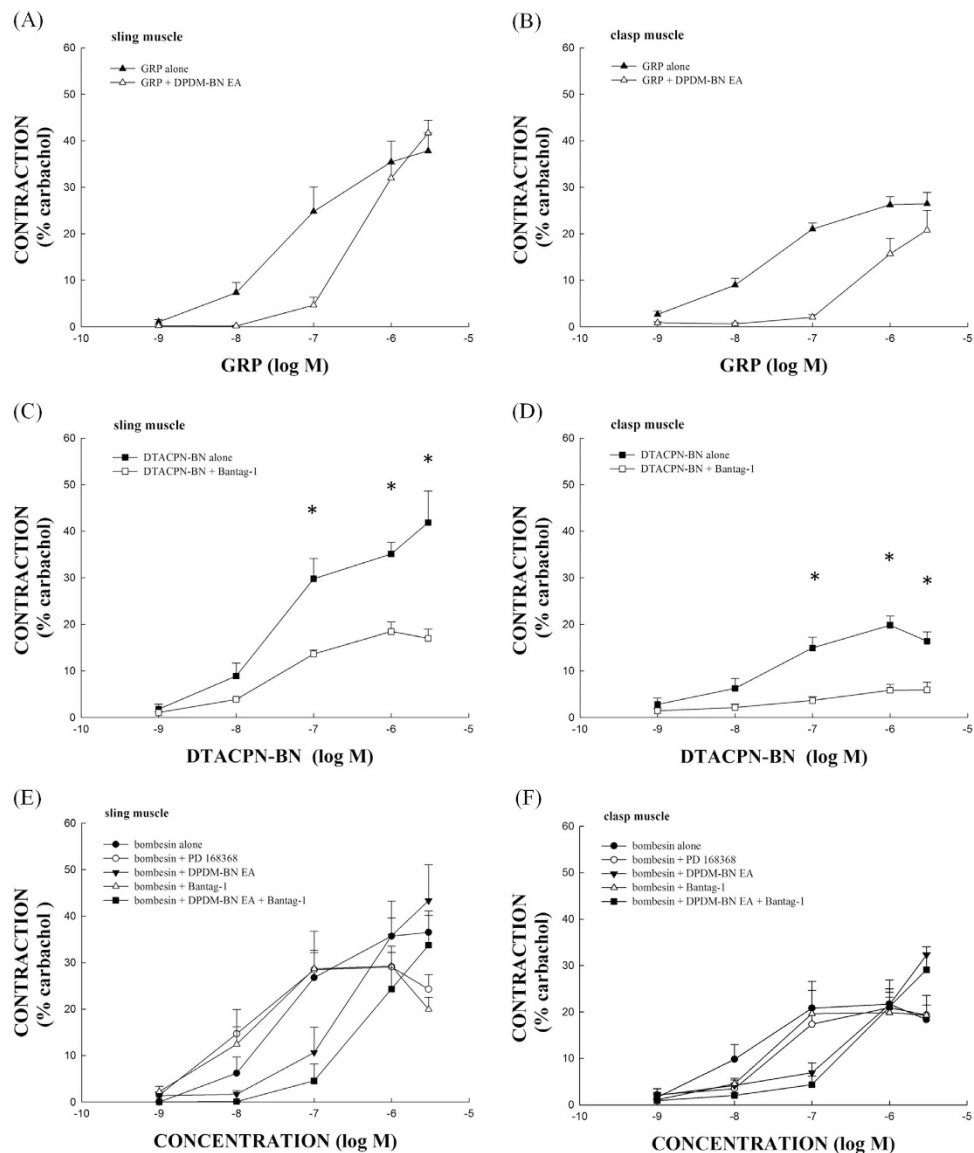 (A)
sling muscle
60
GRP alone
GRP + DPDM-BN EA
50
40
30
20
10
0
CONTRACTION
(% carbachol)
-10 -9 -8 -7 -6 -5
GRP (log M)
(B)
clasp muscle
60
GRP alone
GRP + DPDM-BN EA
50
40
30
20
10
0
CONTRACTION
(% carbachol)
-10 -9 -8 -7 -6 -5
GRP (log M)
(C)
sling muscle
60
DTACPN-BN alone
DTACPN-BN + Bantag-1
50
40
30
20
10
0
* * *
CONTRACTION
(% carbachol)
-10 -9 -8 -7 -6 -5
DTACPN-BN (log M)
(D)
clasp muscle
60
DTACPN-BN alone
DTACPN-BN + Bantag-1
50
40
30
20
10
0
* * *
CONTRACTION
(% carbachol)
-10 -9 -8 -7 -6 -5
DTACPN-BN (log M)
(E)
sling muscle
60
bombesin alone
bombesin + PD 168368
bombesin + DPDM-BN EA
bombesin + Bantag-1
bombesin + DPDM-BN EA + Bantag-1
50
40
30
20
10
0
CONTRACTION
(% carbachol )
-10 -9 -8 -7 -6 -5
CONCENTRATION (log M)
(F)
clasp muscle
60
bombesin alone
bombesin + PD 168368
bombesin + DPDM-BN EA
bombesin + Bantag-1
bombesin + DPDM-BN EA + Bantag-1
50
40
30
20
10
0
CONTRACTION
(% carbachol)
-10 -9 -8 -7 -6 -5
CONCENTRATION (log M)